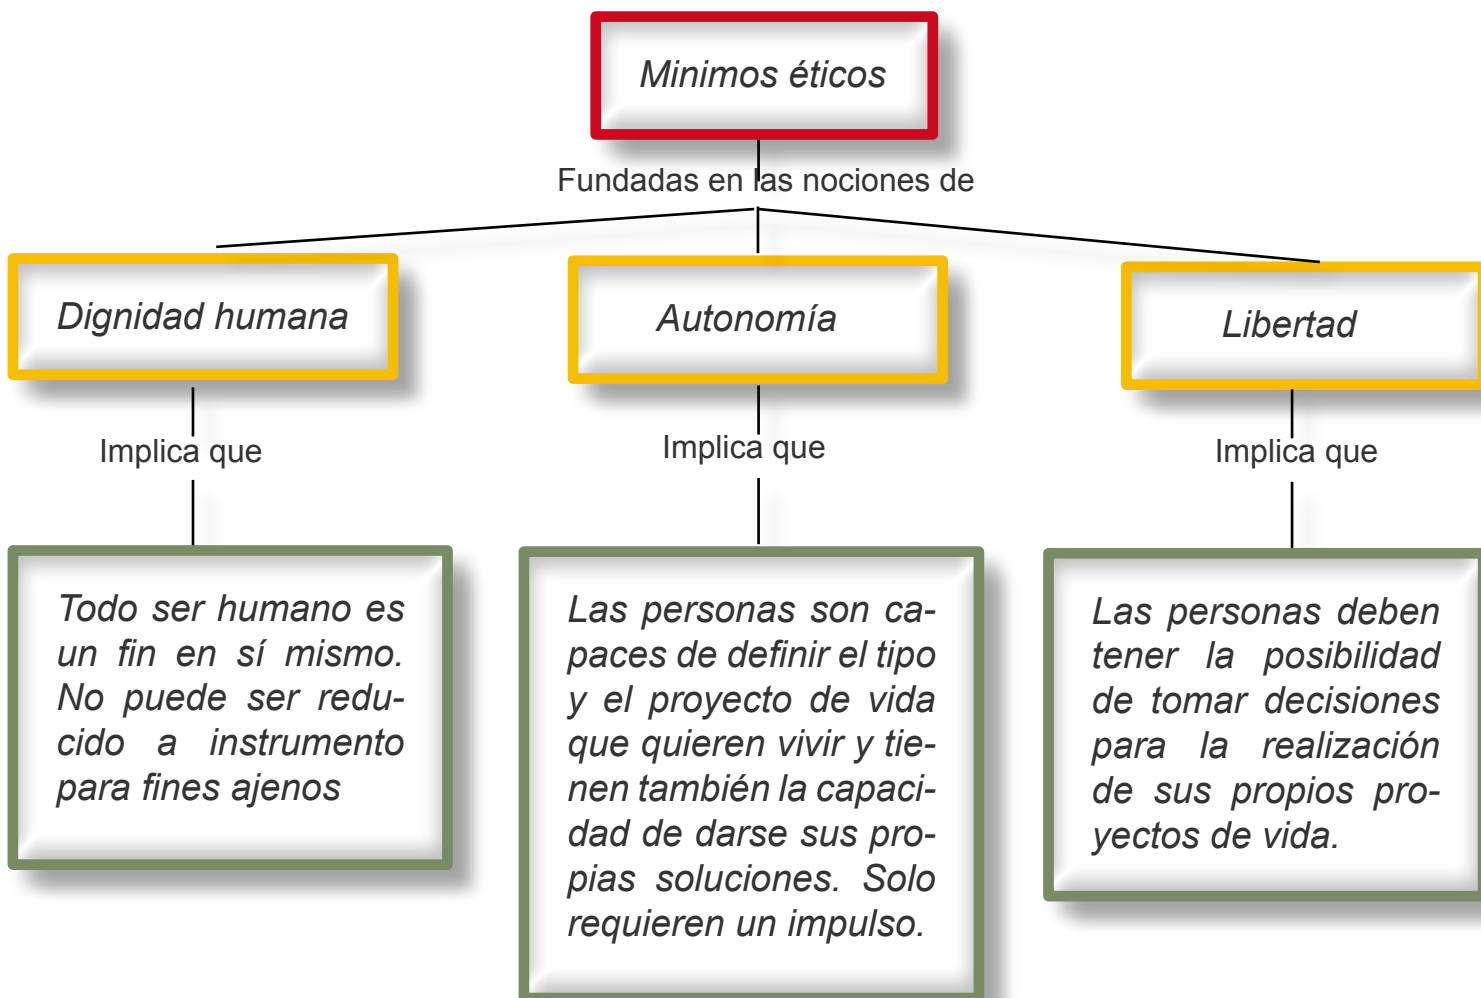 Minimos éticos
Fundadas en las nociones de
Dignidad humana
Autonomía
Libertad
Implica que
Implica que
Implica que
Todo ser humano es
un fin en sí mismo.
No puede ser redu-
cido a instrumento
para fines ajenos
Las personas son ca-
paces de definir el tipo
y el proyecto de vida
que quieren vivir y tie-
nen también la capaci-
dad de darse sus pro-
pias soluciones. Solo
requieren un impulso.
Las personas deben
tener la posibilidad
de tomar decisiones
para la realización
de sus propios pro-
yectos de vida.